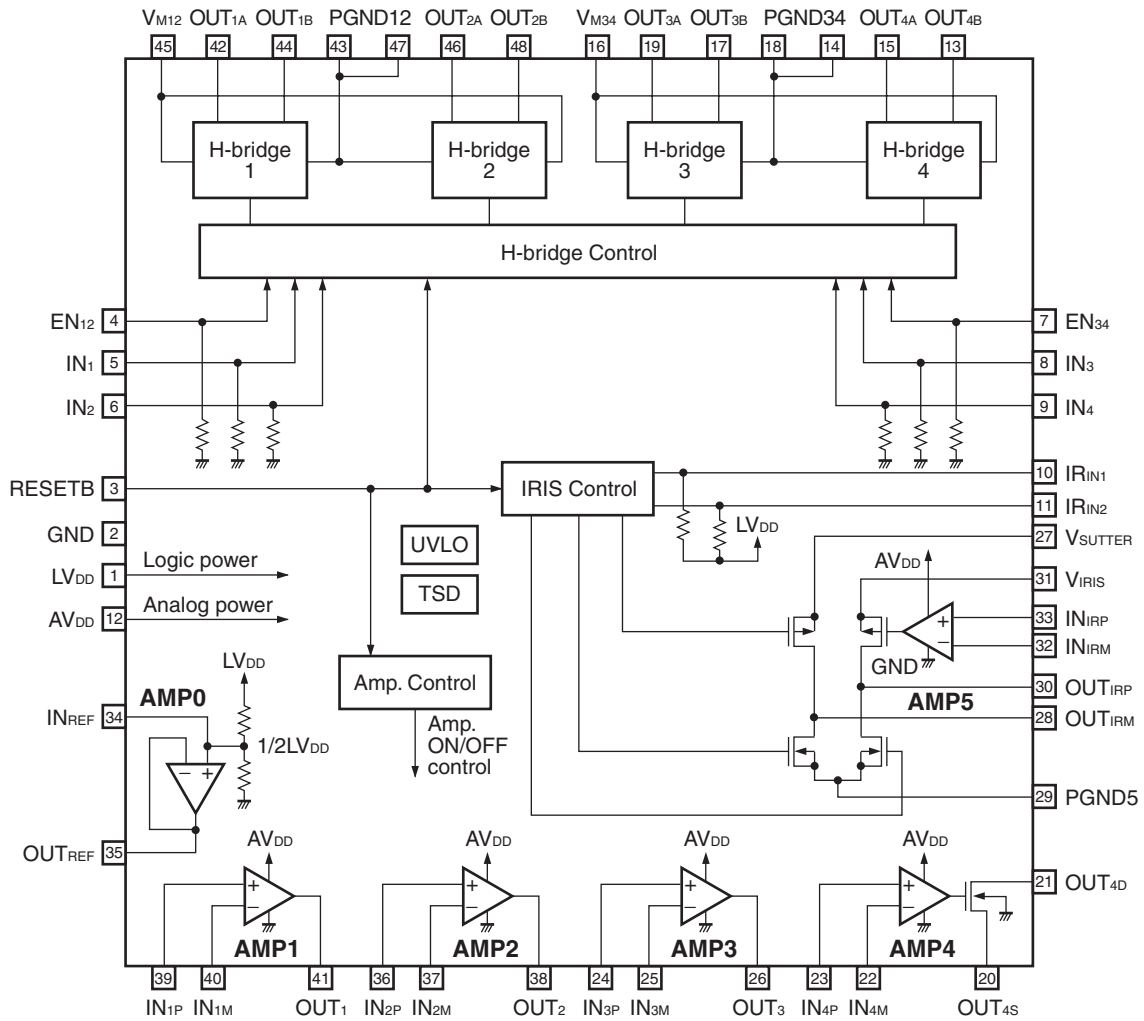 VM12 OUT1A OUT1B PGND12 OUT2A OUT2B VM34 OUT3A OUT3B PGND34 OUT4A OUT4B
45 42 44 43 47 46 48 16 19 17 18 14 15 13
H-bridge
1
H-bridge
2
H-bridge
3
H-bridge
4
H-bridge Control
EN12 4
IN1 5
IN2 6
7 EN34
8 IN3
9 IN4
RESETB 3
GND 2
LVDD 1
Logic power
AVDD 12
Analog power
UVLO
TSD
IRIS Control
LVDD
10 IRIN1
11 IRIN2
27 VSUTTER
31 VIRIS
33 INIRP
32 INIRM
30 OUTIRP
28 OUTIRM
29 PGND5
AVDD
+
−
GND
AMP5
Amp. Control
Amp.
ON/OFF
control
AMP0
LVDD
INREF 34
1/2LVDD
− +
OUTREF 35
AVDD
+
−
AMP1
AVDD
+
−
AMP2
AVDD
+
−
AMP3
AVDD
+
−
AMP4
21 OUT4D
39 40 41 36 37 38 24 25 26 23 22 20
IN1P IN1M OUT1 IN2P IN2M OUT2 IN3P IN3M OUT3 IN4P IN4M OUT4S